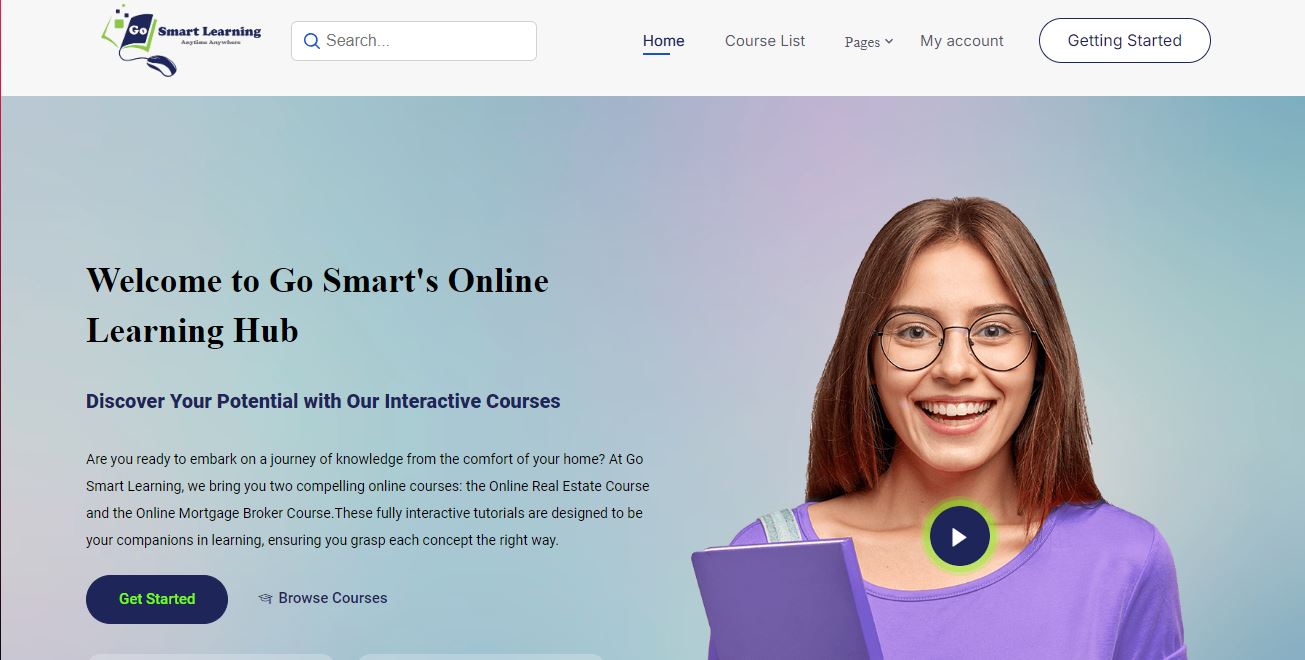 Go Smart Learning
Anytime Anywhere
Search...
Home
Course List
Pages
My account
Getting Started
Welcome to Go Smart's Online
Learning Hub
Discover Your Potential with Our Interactive Courses
Are you ready to embark on a journey of knowledge from the comfort of your home? At Go
Smart Learning, we bring you two compelling online courses: the Online Real Estate Course
and the Online Mortgage Broker Course.These fully interactive tutorials are designed to be
your companions in learning, ensuring you grasp each concept the right way.
Get Started
Browse Courses